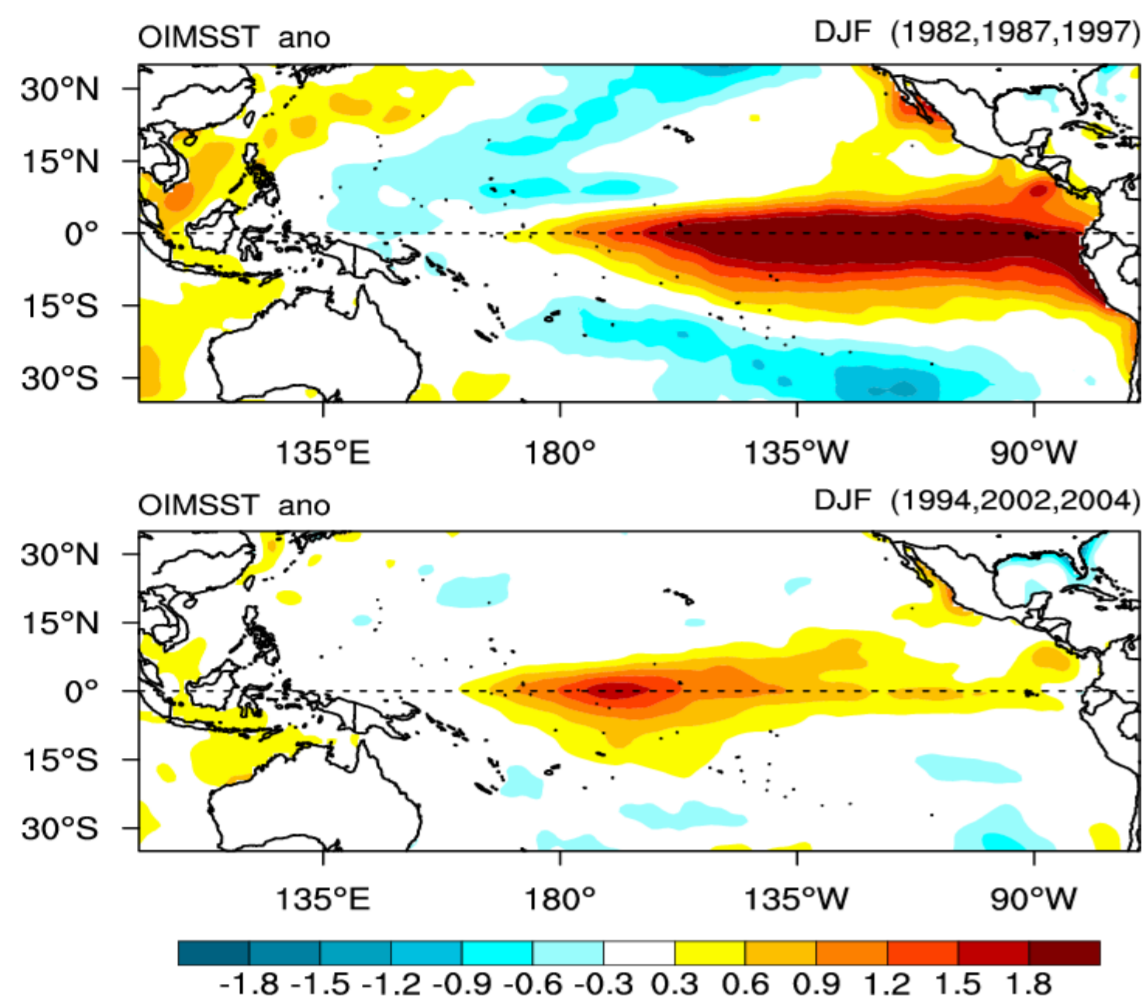 OIMSST ano DJF (1982,1987,1997)
30°N
15°N
0°
15°S
30°S
135°E 180° 135°W 90°W
OIMSST ano DJF (1994,2002,2004)
30°N
15°N
0°
15°S
30°S
135°E 180° 135°W 90°W
-1.8 -1.5 -1.2 -0.9 -0.6 -0.3 0.3 0.6 0.9 1.2 1.5 1.8